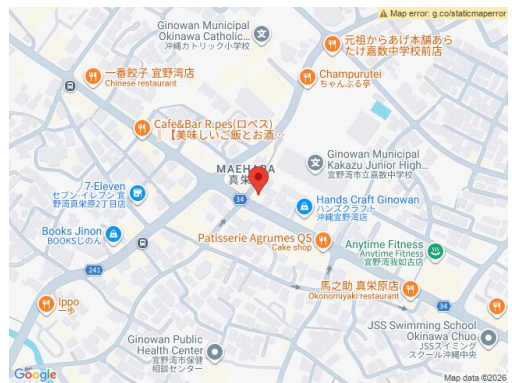 Map error: g.co/staticmaperror
Ginowan Municipal
Okinawa Catholic...
沖縄カトリック小学校
元祖からあげ本舗あら
たけ嘉数中学校前店
一番餃子 宜野湾店
Chinese restaurant
Champurutei
ちゃんぷる亭
Cafe&Bar R.pes(ロペス)
｜【美味しいご飯とお酒…
MAEHARA
Ginowan Municipal
Kakazu Junior High...
宜野湾市立嘉数中学校
7-Eleven
セブン-イレブン 宜
野湾真栄原2丁目店
34
Hands Craft Ginowan
ハンズクラフト
沖縄宜野湾店
Books Jinon
BOOKSじのん
Patisserie Agrumes QS
Cake shop
Anytime Fitness
Anytime Fitness
宜野湾我如古店
241
Ippo
一歩
馬之助 真栄原店
Okonomiyaki restaurant
34
Ginowan Public
Health Center
宜野湾市保健
相談センター
JSS Swimming School
Okinawa Chuo
JSSスイミング
スクール沖縄中央
Google
Map data ©2026